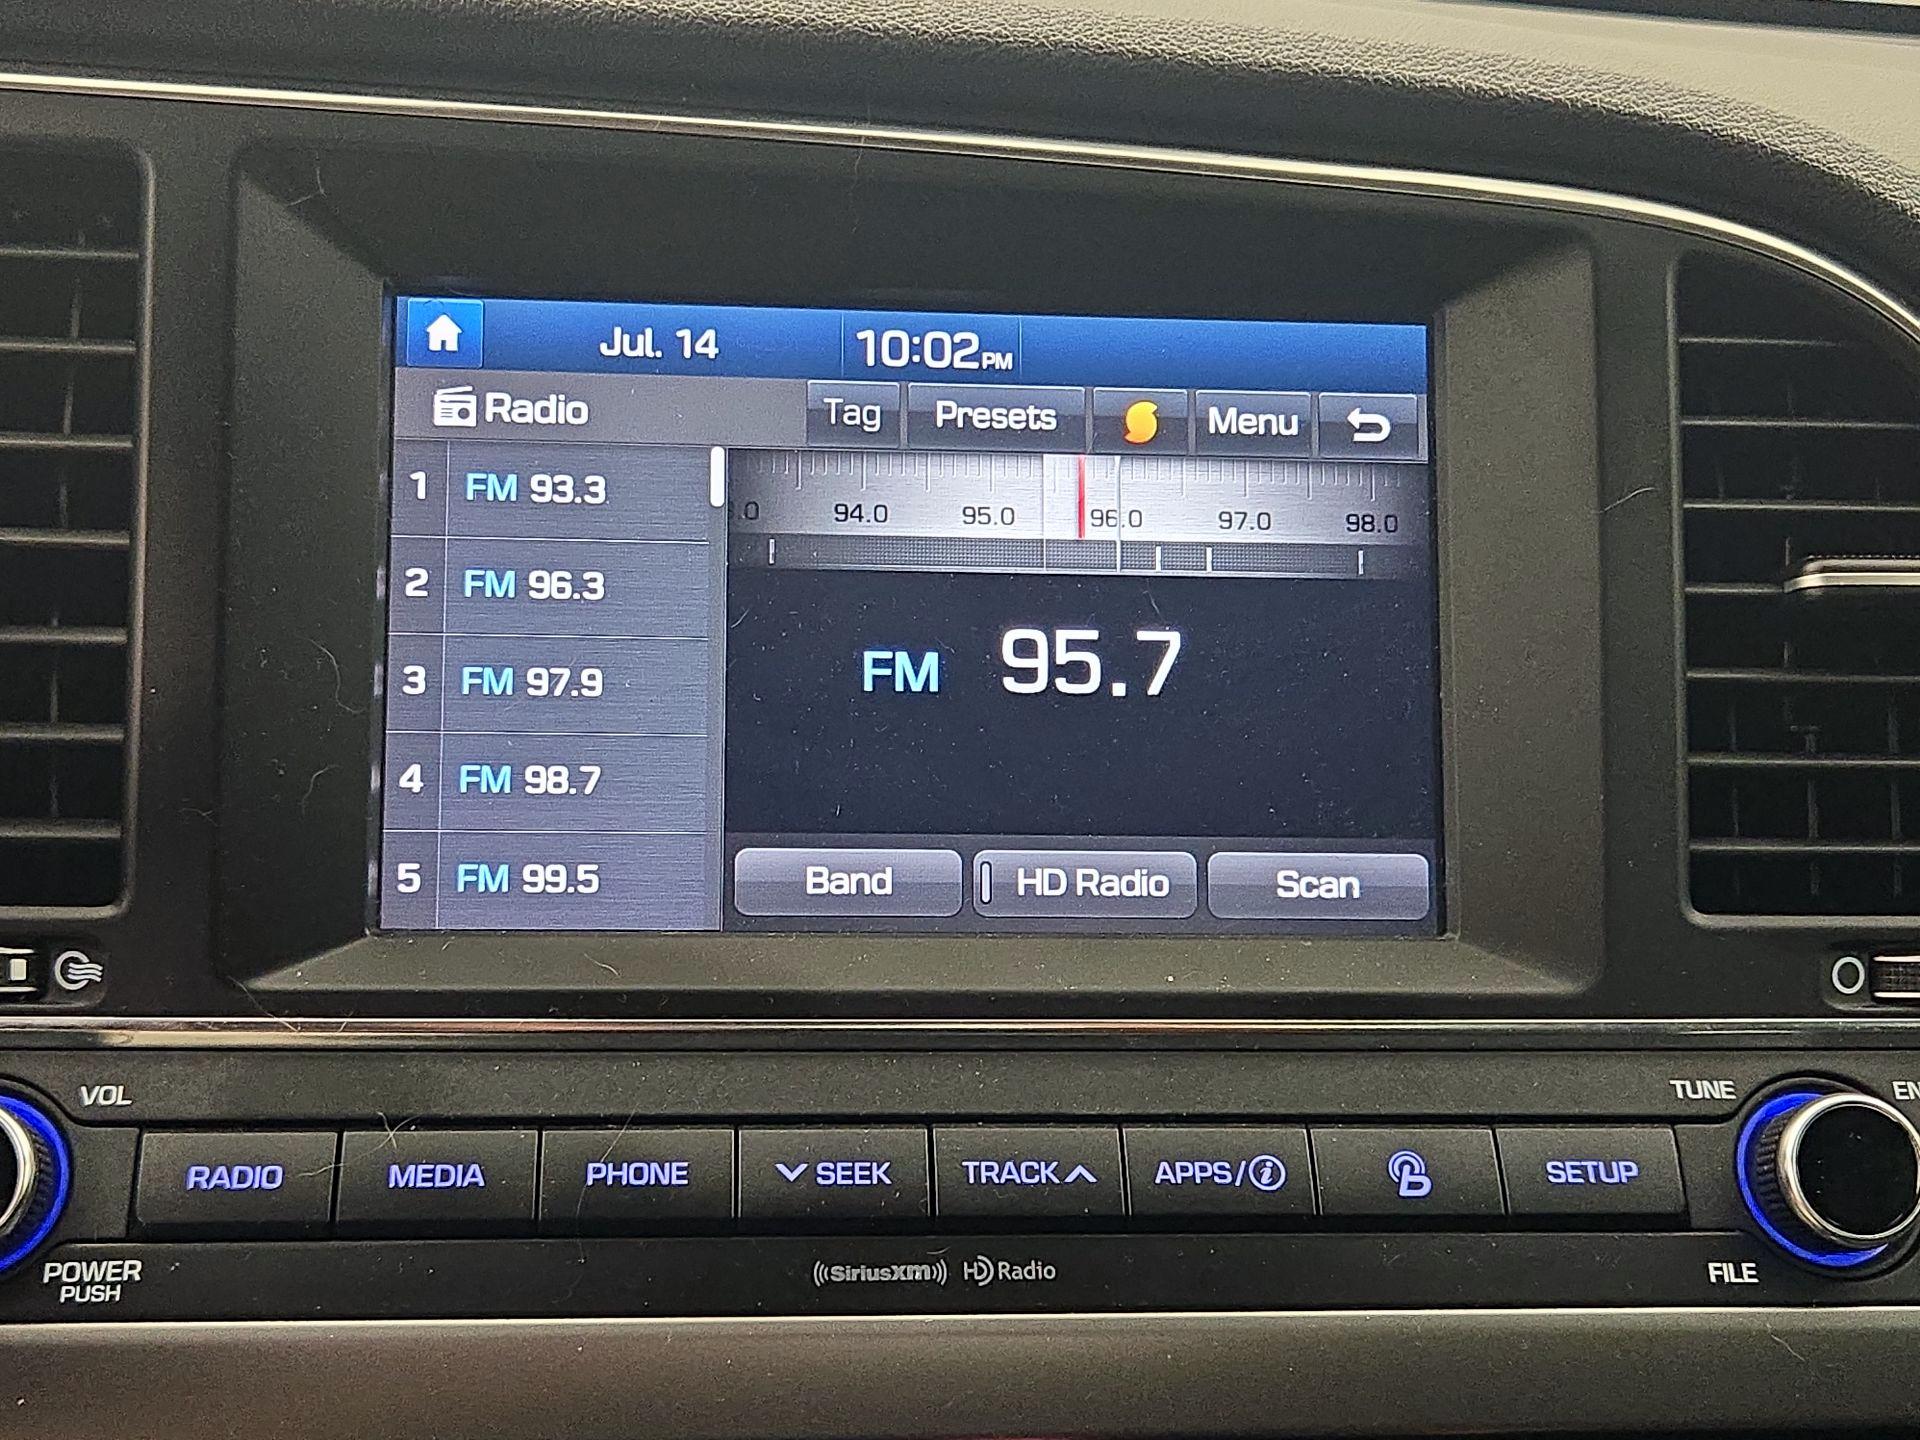 Jul. 14 10:02PM
Radio Tag Presets Menu
1 FM 93.3
2 FM 96.3
3 FM 97.9
4 FM 98.7
5 FM 99.5
.0 94.0 95.0 96.0 97.0 98.0
FM 95.7
Band HD Radio Scan
VOL
TUNE
RADIO MEDIA PHONE SEEK TRACK APPS/i B SETUP
POWER
PUSH
SiriusXM HD Radio
FILE